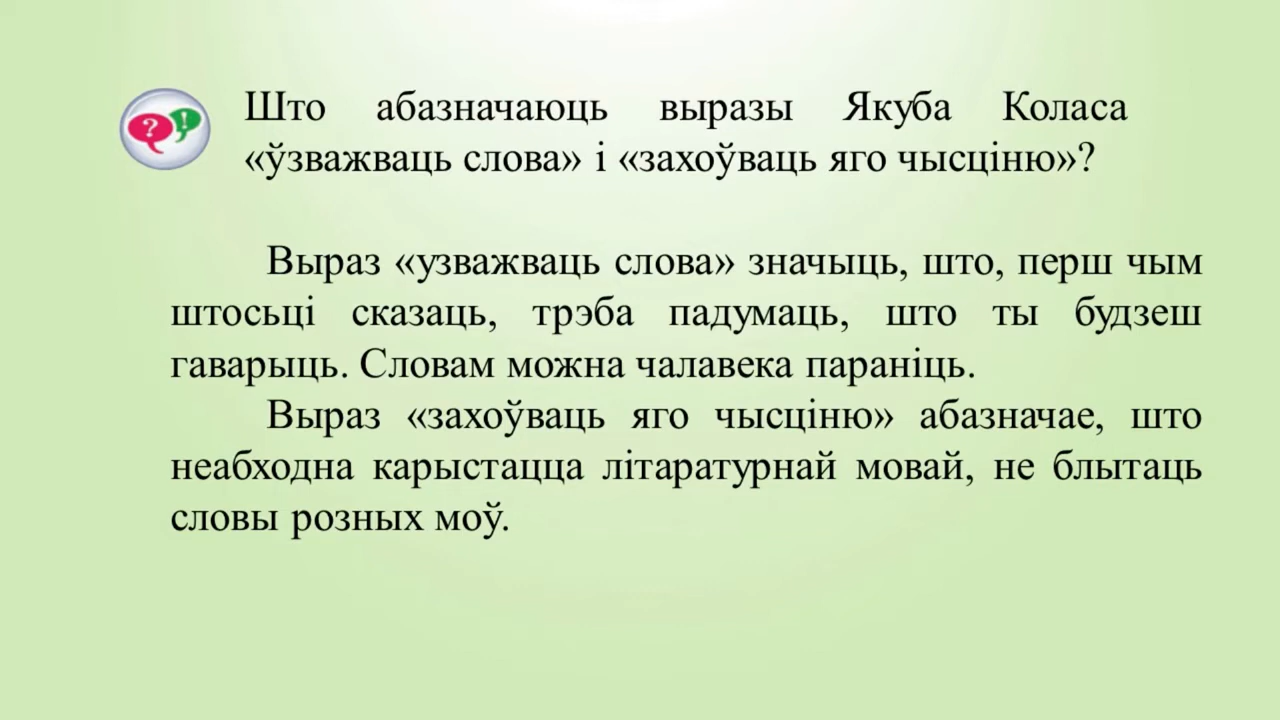 Што абазначаюць выразы Якуба Коласа
«ўзважваць слова» і «захоўваць яго чысціню»?
Выраз «узважваць слова» значыць, што, перш чым
штосьці сказаць, трэба падумаць, што ты будзеш
гаварыць. Словам можна чалавека параніць.
Выраз «захоўваць яго чысціню» абазначае, што
неабходна карыстацца літаратурнай мовай, не блытаць
словы розных моў.